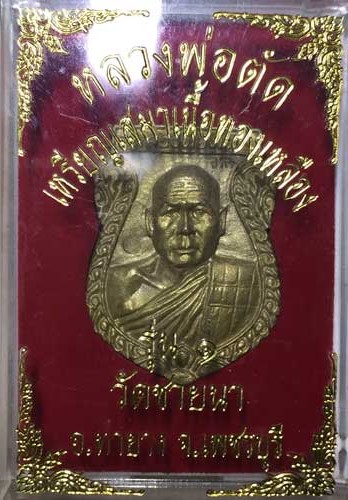 หลวงพ่อตัด
เหรียญเสมาเนื้อทองเหลือง
รุ่น ๑
วัดชายนา
อ.ท่ายาง จ.เพชรบุรี